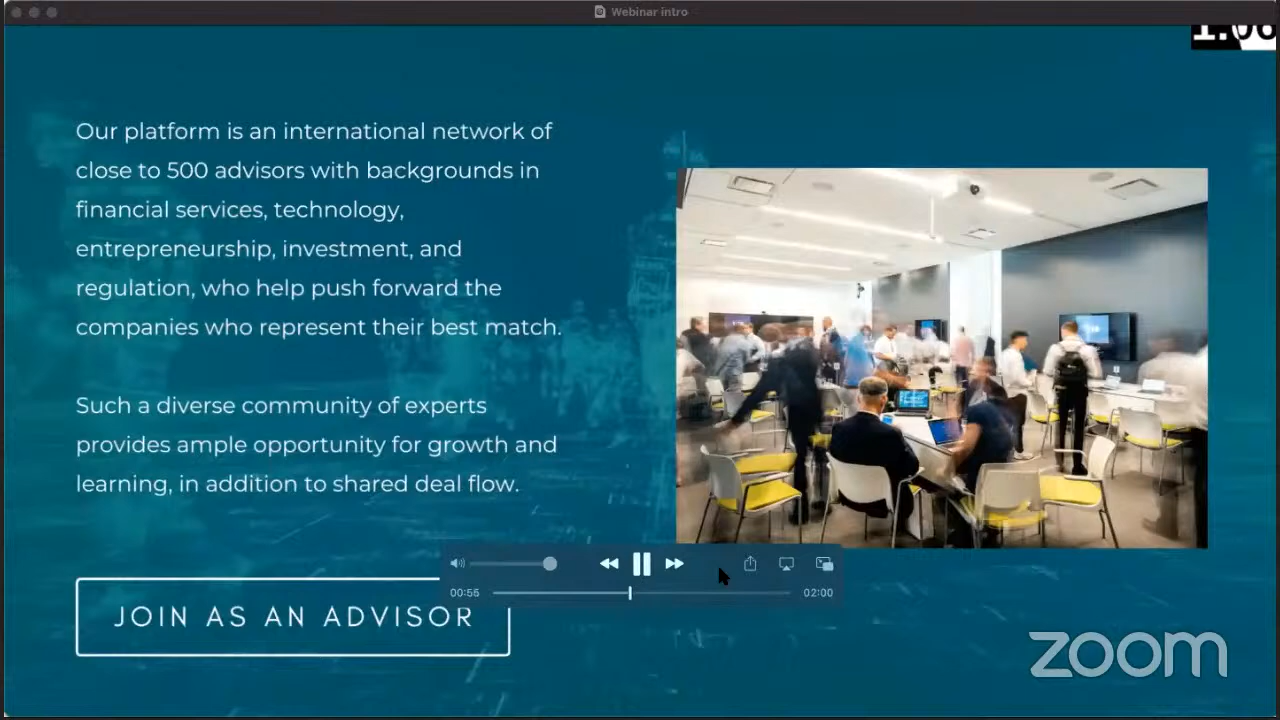 Webinar intro
Our platform is an international network of
close to 500 advisors with backgrounds in
financial services, technology,
entrepreneurship, investment, and
regulation, who help push forward the
companies who represent their best match.
Such a diverse community of experts
provides ample opportunity for growth and
learning, in addition to shared deal flow.
00:56
02:00
JOIN AS AN ADVISOR
zoom